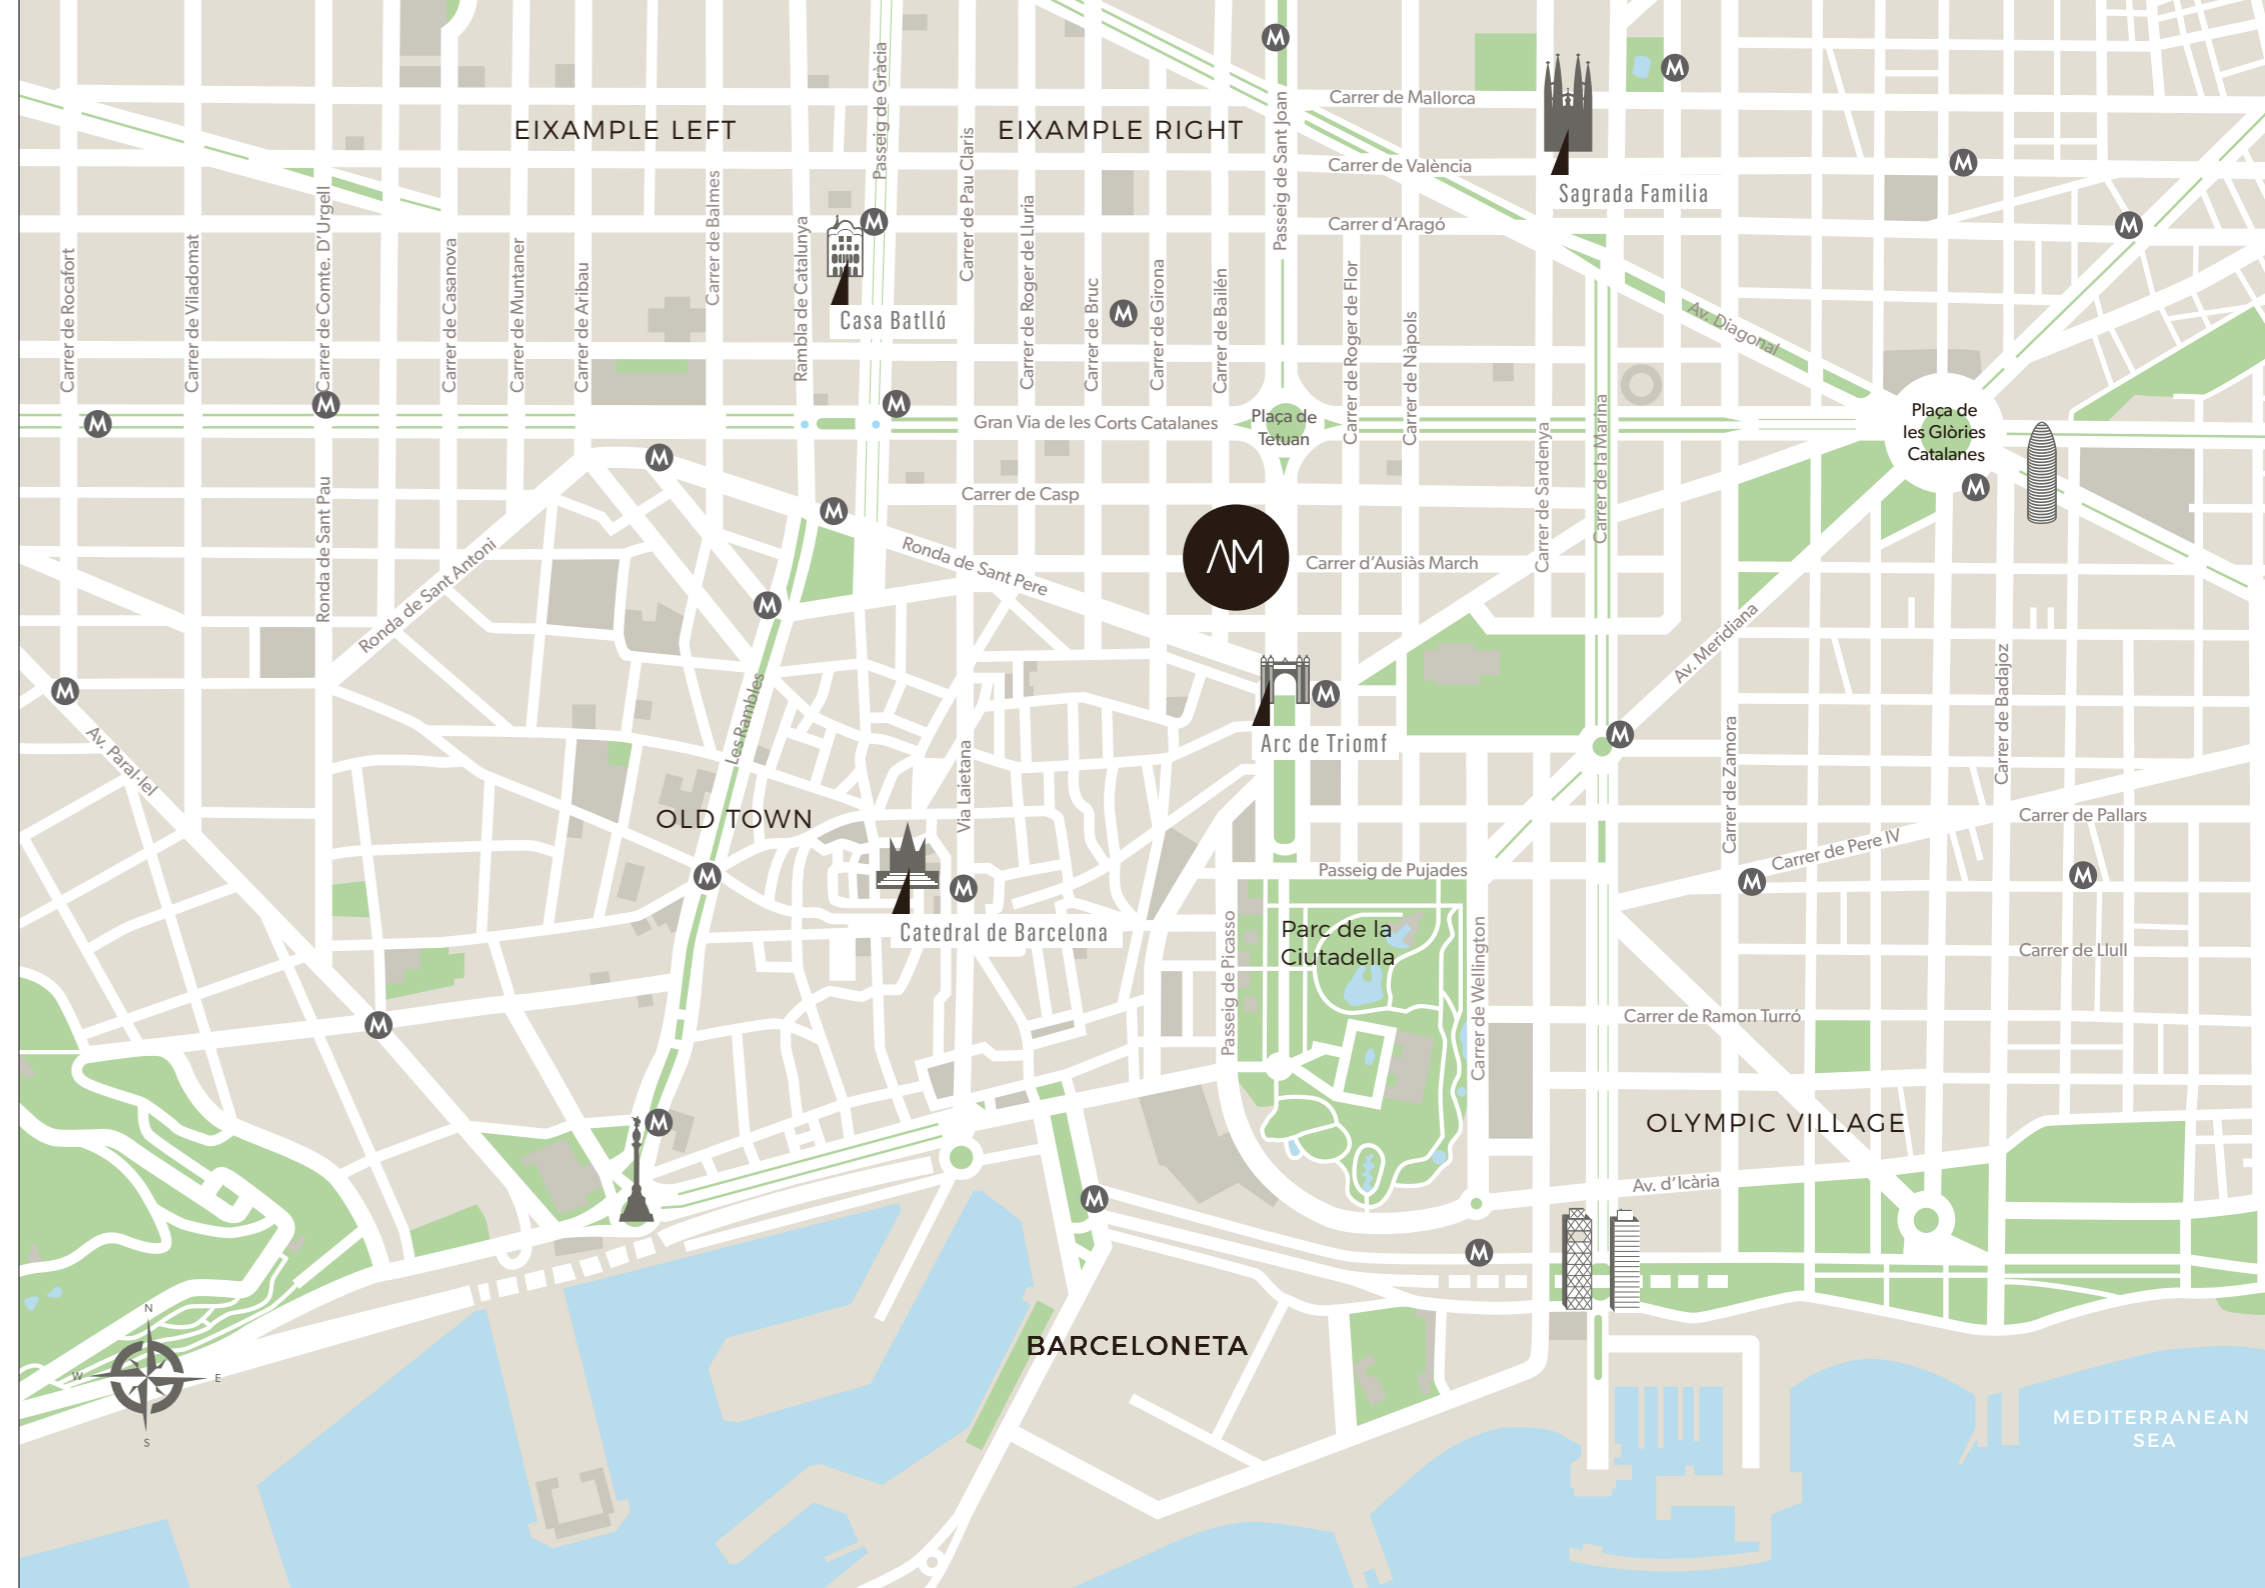 M
M
Carrer de Mallorca
EIXAMPLE LEFT
Passeig de Gràcia
EIXAMPLE RIGHT
Passeig de Sant Joan
Carrer de València
M
Sagrada Familia
Carrer d'Aragó
M
M
Carrer de Rocafort
Carrer de Viladomat
Carrer de Comte. D'Urgell
Carrer de Casanova
Carrer de Muntaner
Carrer de Aribau
Carrer de Balmes
Rambla de Catalunya
Casa Batlló
Carrer de Pau Claris
Carrer de Roger de Lluria
Carrer de Bruc
M
Carrer de Girona
Carrer de Bailén
Carrer de Roger de Flor
Carrer de Nàpols
Av. Diagonal
M
M
M
Gran Via de les Corts Catalanes
Plaça de
Tetuan
Plaça de
les Glòries
Catalanes
M
M
M
Carrer de Casp
Carrer de Sardenya
Carrer de la Marina
Ronda de Sant Pau
Ronda de Sant Antoni
Ronda de Sant Pere
AM
Carrer d'Ausiàs March
M
Av. Meridiana
M
M
M
Av. Paral·lel
Les Rambles
Via Laietana
Arc de Triomf
Carrer de Zamora
Carrer de Badajoz
OLD TOWN
Carrer de Pallars
Carrer de Pere IV
Passeig de Pujades
M
M
M
M
Catedral de Barcelona
Passeig de Picasso
Parc de la
Ciutadella
Carrer de Wellington
Carrer de Llull
Carrer de Ramon Turró
M
M
OLYMPIC VILLAGE
Av. d'Icària
M
M
N
W
E
S
BARCELONETA
MEDITERRANEAN
SEA